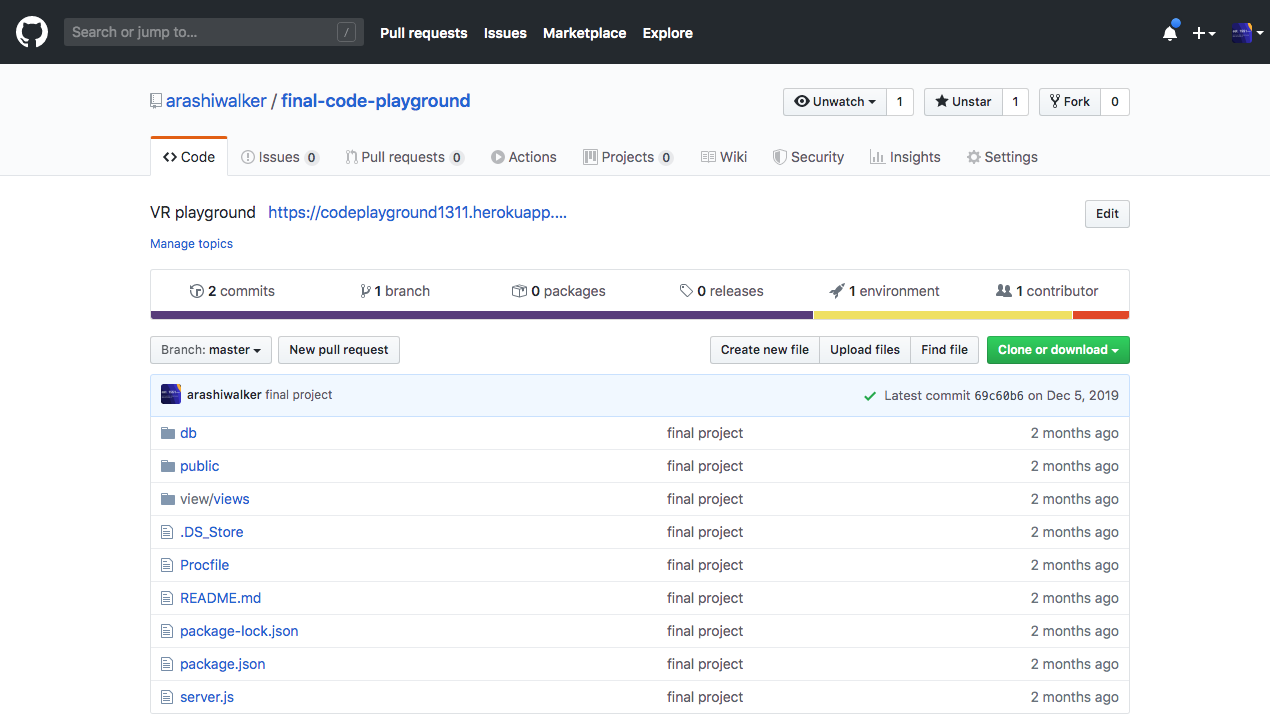 Search or jump to... /
Pull requests Issues Marketplace Explore
arashiwalker / final-code-playground
Unwatch 1 Unstar 1 Fork 0
Code Issues 0 Pull requests 0 Actions Projects 0 Wiki Security Insights Settings
VR playground https://codeplayground1311.herokuapp....
Edit
Manage topics
2 commits 1 branch 0 packages 0 releases 1 environment 1 contributor
Branch: master New pull request Create new file Upload files Find file Clone or download
arashiwalker final project Latest commit 69c60b6 on Dec 5, 2019
db final project 2 months ago
public final project 2 months ago
view/views final project 2 months ago
.DS_Store final project 2 months ago
Procfile final project 2 months ago
README.md final project 2 months ago
package-lock.json final project 2 months ago
package.json final project 2 months ago
server.js final project 2 months ago